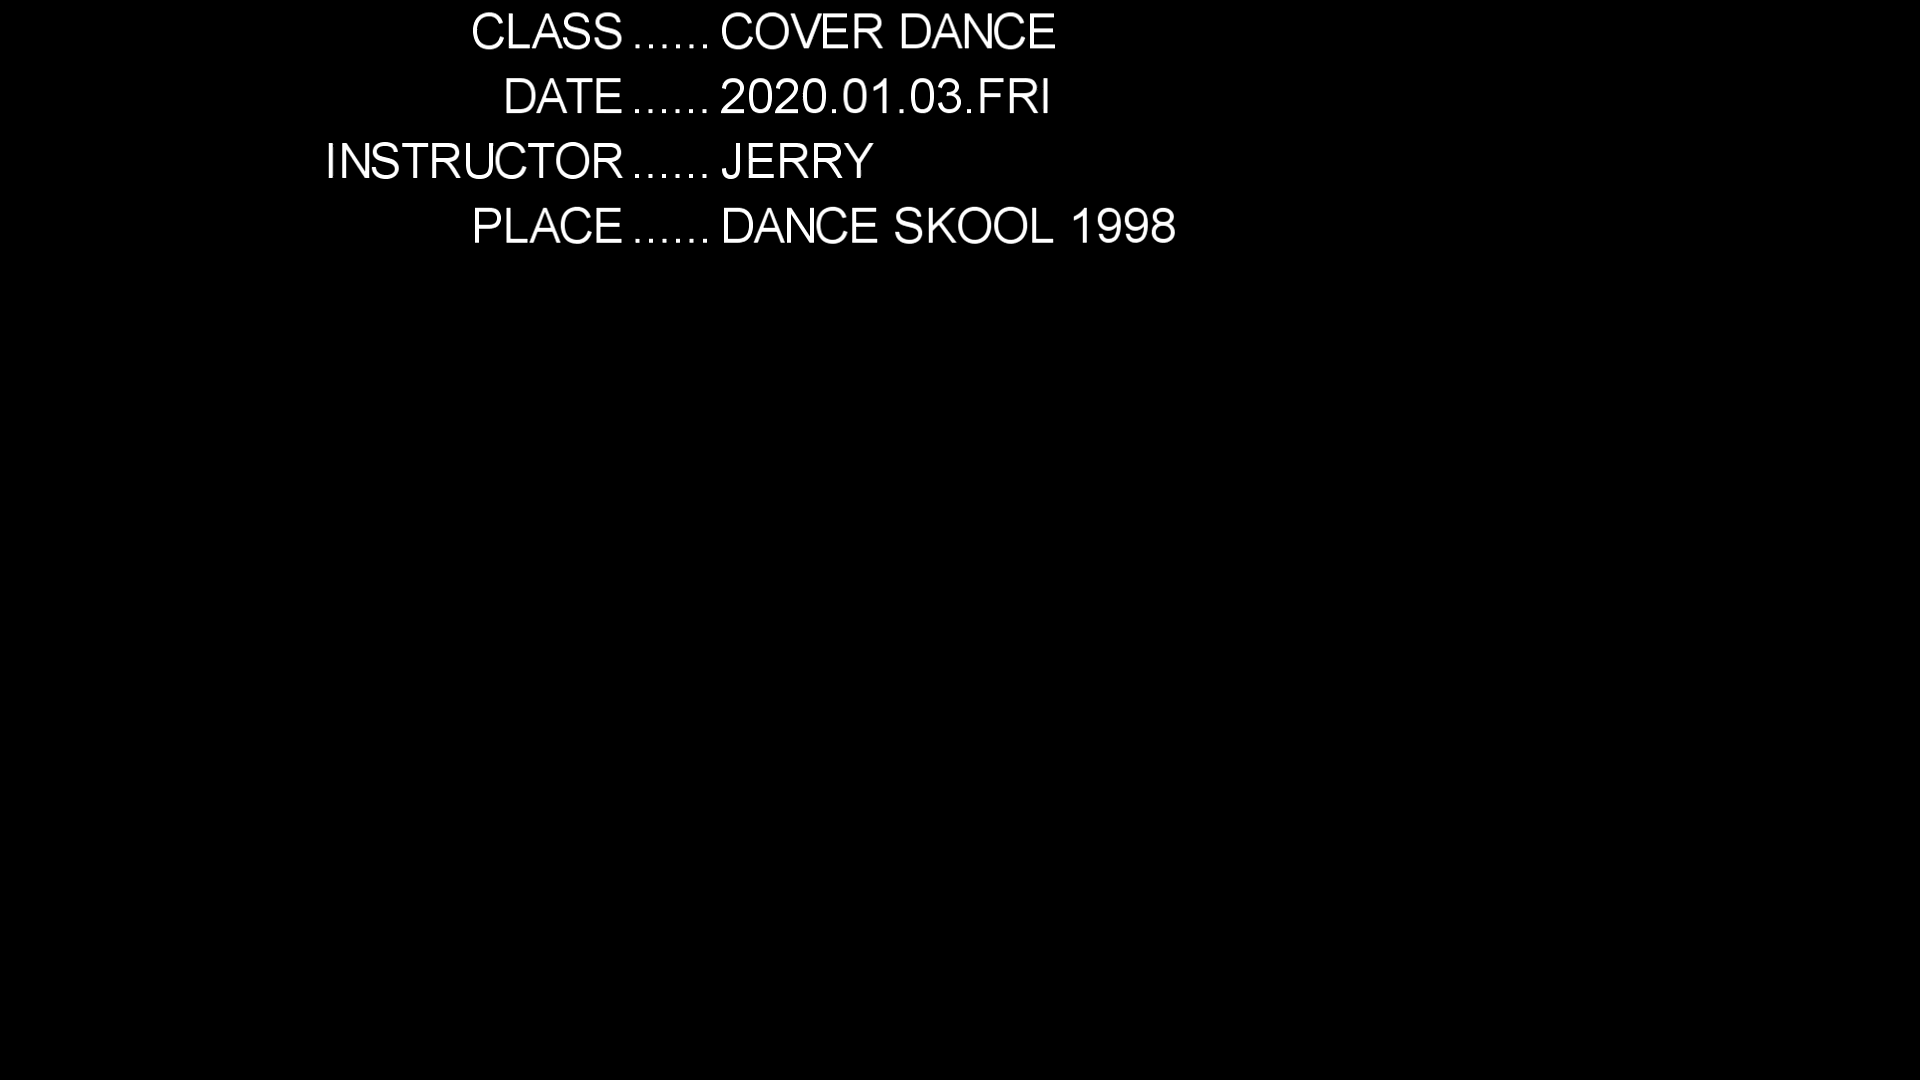 CLASS ...... COVER DANCE
DATE ...... 2020.01.03.FRI
INSTRUCTOR ...... JERRY
PLACE ...... DANCE SKOOL 1998